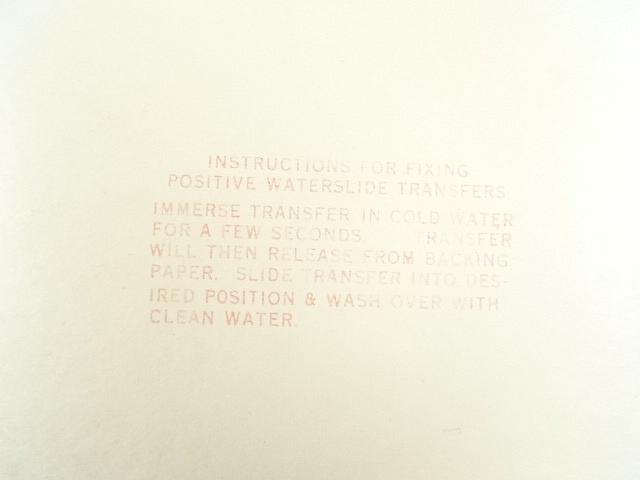 INSTRUCTIONS FOR FIXING
POSITIVE WATERSLIDE TRANSFERS
IMMERSE TRANSFER IN COLD WATER
FOR A FEW SECONDS. TRANSFER
WILL THEN RELEASE FROM BACKING
PAPER. SLIDE TRANSFER INTO DES-
IRED POSITION & WASH OVER WITH
CLEAN WATER.